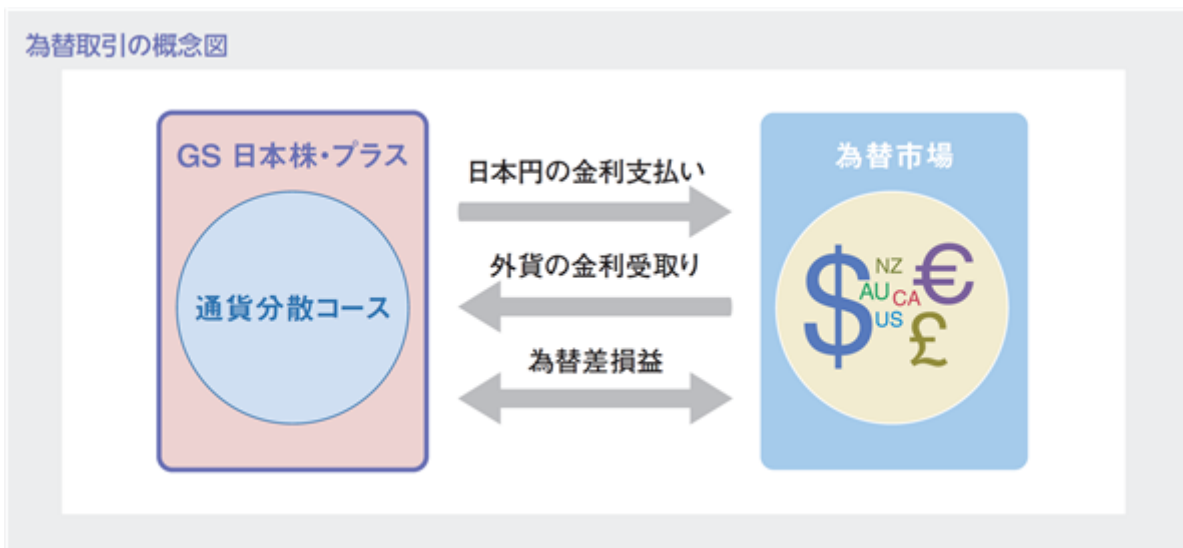 為替取引の概念図
GS 日本株・プラス
通貨分散コース
日本円の金利支払い
外貨の金利受取り
為替差損益
為替市場
$
NZ
AU
CA
US
€
£